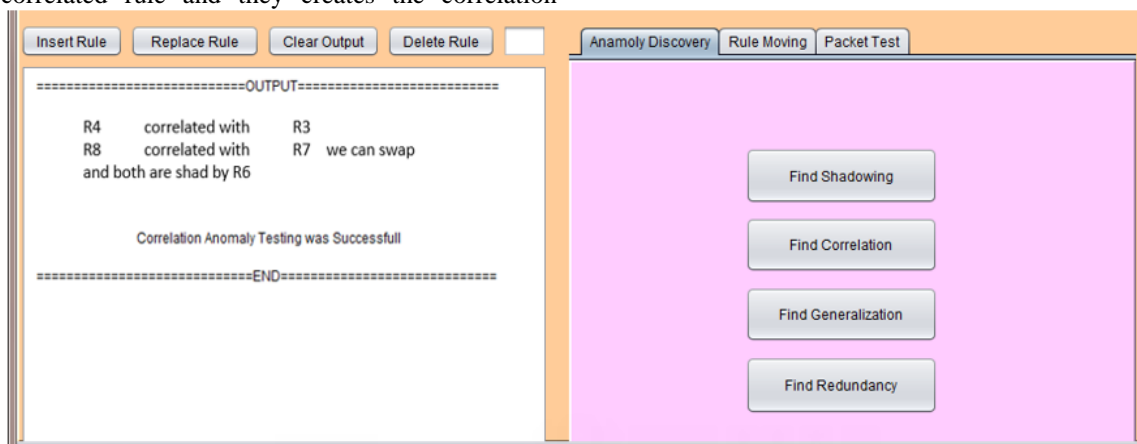 correlated rule and they creates the correlation
Insert Rule Replace Rule Clear Output Delete Rule
Anamoly Discovery Rule Moving Packet Test
============================OUTPUT===========================
R4 correlated with R3
R8 correlated with R7 we can swap
and both are shad by R6
Correlation Anomaly Testing was Successfull
=============================END=============================
Find Shadowing
Find Correlation
Find Generalization
Find Redundancy